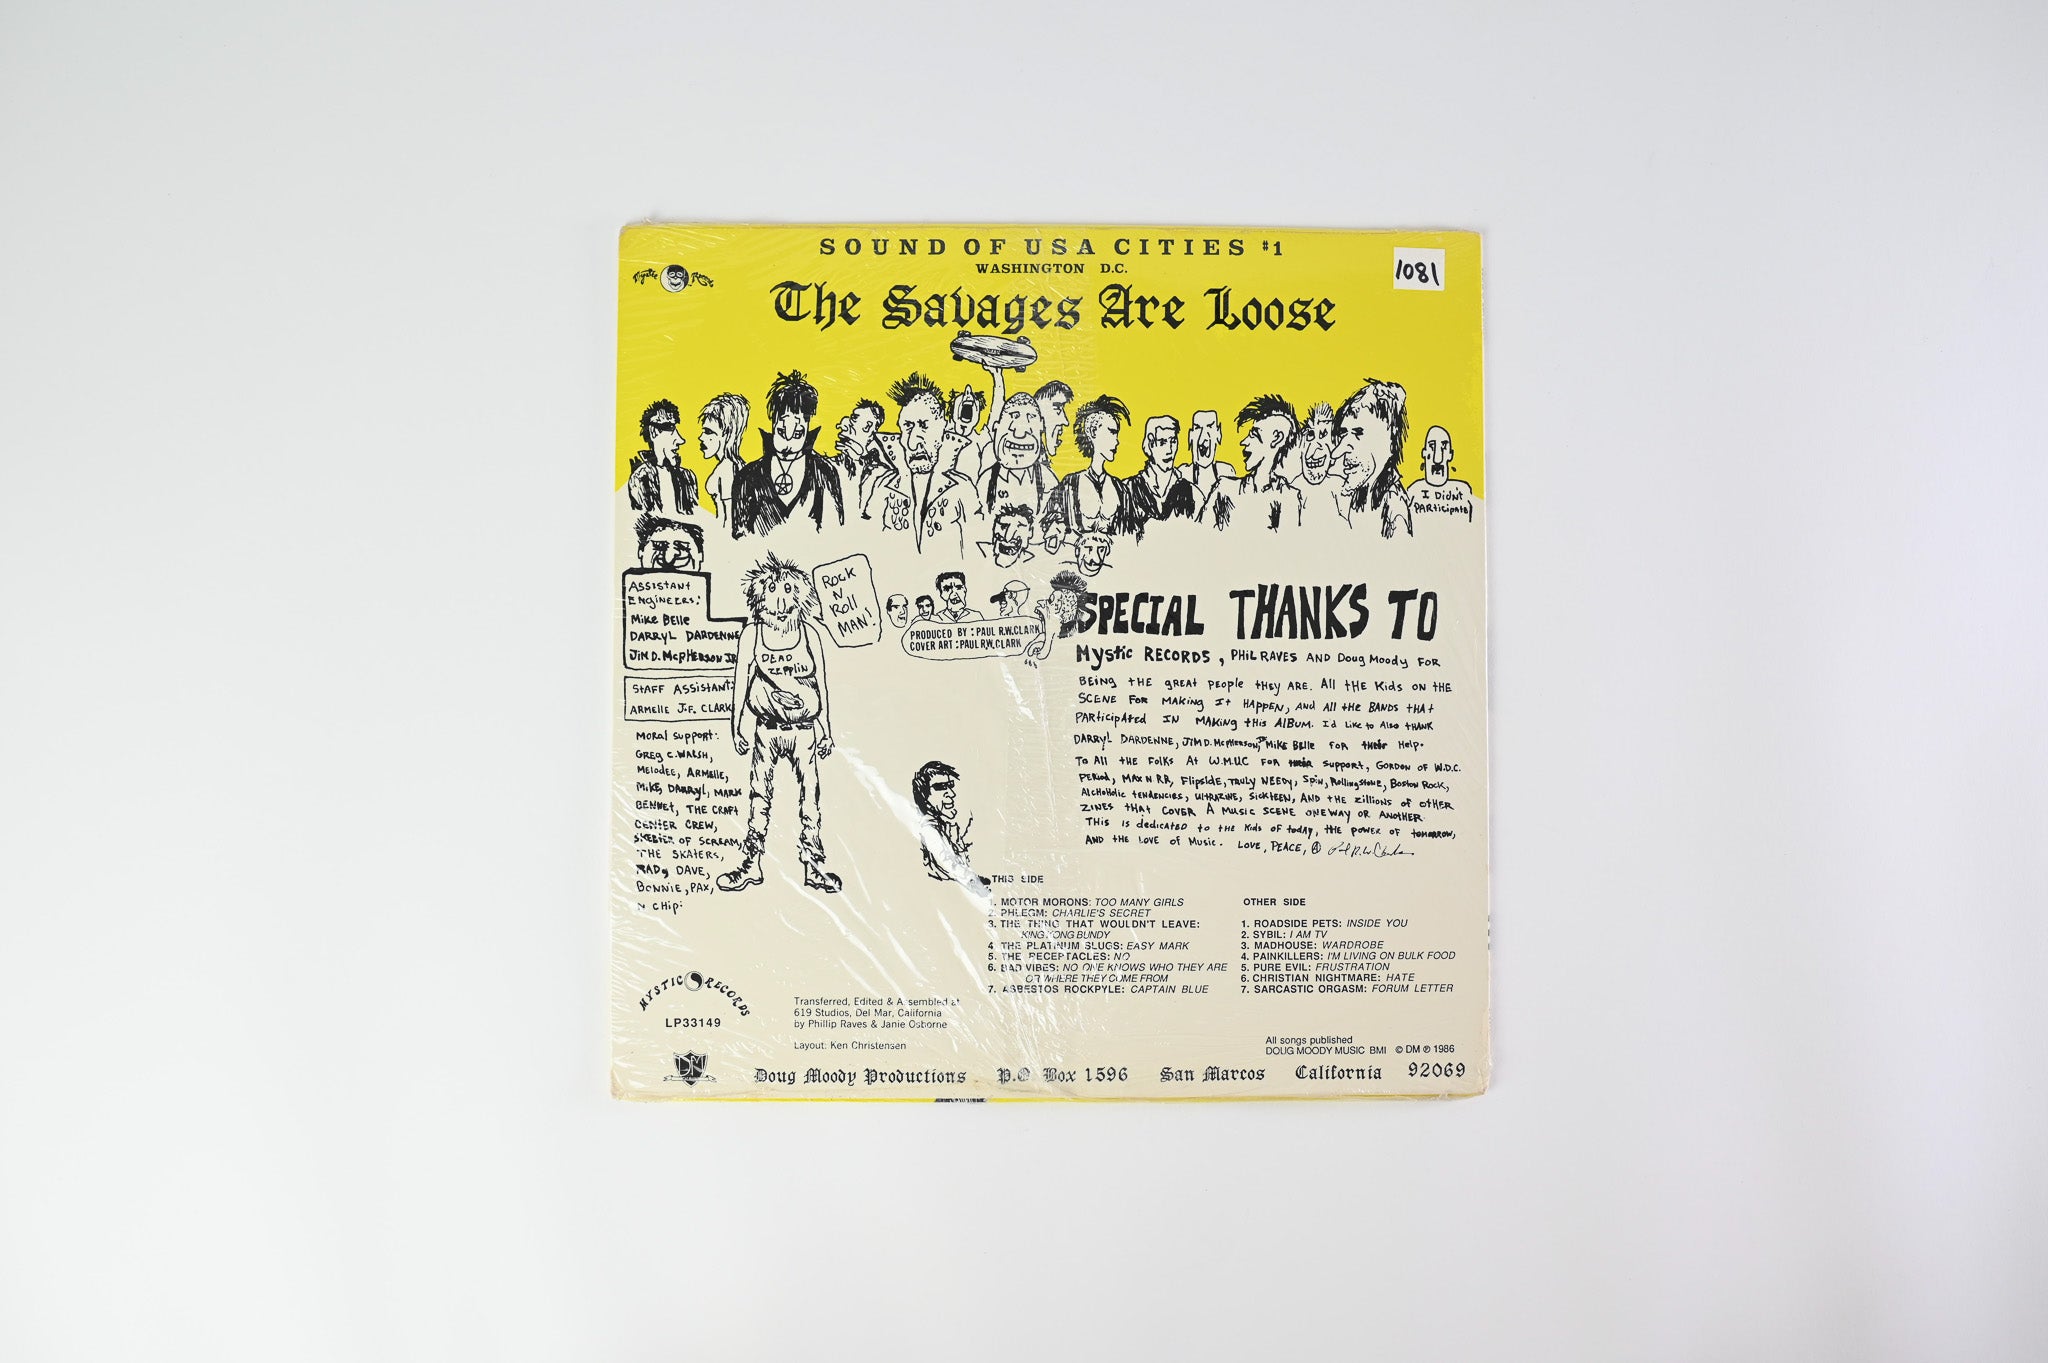 SOUND OF USA CITIES #1
WASHINGTON D.C.
The Savages Are Loose
1081
I DIDN'T
PARTICIPATE
ASSISTANT
ENGINEERS:
MIKE BELLE
DARRYL DARDENNE
JIM D. McPHERSON JR.
STAFF ASSISTANT:
ARMELLE J.F. CLARK
MORAL SUPPORT:
GREG C. WALSH,
MELODEE, ARMELLE,
MIKE, DARRYL, MARK
BENNET, THE CRAFT
CENTER CREW,
OF SCREAM,
THE SKATERS,
DAVE,
BONNIE, PAX,
N CHIP:
ROCK
N
ROLL
MAN!
DEAD
ZEPPLIN
PRODUCED BY : PAUL R.W. CLARK
COVER ART : PAUL R.W. CLARK
SPECIAL THANKS TO
MYSTIC RECORDS, PHIL RAVES AND DOUG MOODY FOR
BEING THE GREAT PEOPLE THEY ARE. ALL THE KIDS ON THE
SCENE FOR MAKING IT HAPPEN, AND ALL THE BANDS THAT
PARTICIPATED IN MAKING THIS ALBUM. I'D LIKE TO ALSO THANK
DARRYL DARDENNE, JIM D. McPHERSON, JR MIKE BELLE FOR THEIR HELP.
TO ALL THE FOLKS AT W.M.U.C FOR THEIR SUPPORT, GORDON OF W.D.C.
PERIOD, MAX N. RR, FLIPSIDE, TRULY NEEDY, SPIN, ROLLINGSTONE, BOSTON ROCK,
ALCHOHOLIC TENDENCIES, ULTRAZINE, SICKTEEN, AND THE ZILLIONS OF OTHER
ZINES THAT COVER A MUSIC SCENE ONE WAY OR ANOTHER.
THIS IS DEDICATED TO THE KIDS OF TODAY, THE POWER OF TOMORROW,
AND THE LOVE OF MUSIC. LOVE, PEACE, Ⓐ
THIS SIDE
1. MOTOR MORONS: TOO MANY GIRLS
2. PHLEGM: CHARLIE'S SECRET
3. THE THING THAT WOULDN'T LEAVE:
KING KONG BUNDY
4. THE PLATINUM SLUGS: EASY MARK
5. THE RECEPTACLES: NO
6. BAD VIBES: NO ONE KNOWS WHO THEY ARE
OR WHERE THEY COME FROM
7. ASBESTOS ROCKPYLE: CAPTAIN BLUE
OTHER SIDE
1. ROADSIDE PETS: INSIDE YOU
2. SYBIL: I AM TV
3. MADHOUSE: WARDROBE
4. PAINKILLERS: I'M LIVING ON BULK FOOD
5. PURE EVIL: FRUSTRATION
6. CHRISTIAN NIGHTMARE: HATE
7. SARCASTIC ORGASM: FORUM LETTER
MYSTIC RECORDS
LP33149
Transferred, Edited & Assembled at
619 Studios, Del Mar, California
by Phillip Raves & Janie Osborne
Layout: Ken Christensen
All songs published
DOUG MOODY MUSIC BMI © DM ℗ 1986
Doug Moody Productions P.O. Box 1596 San Marcos California 92069